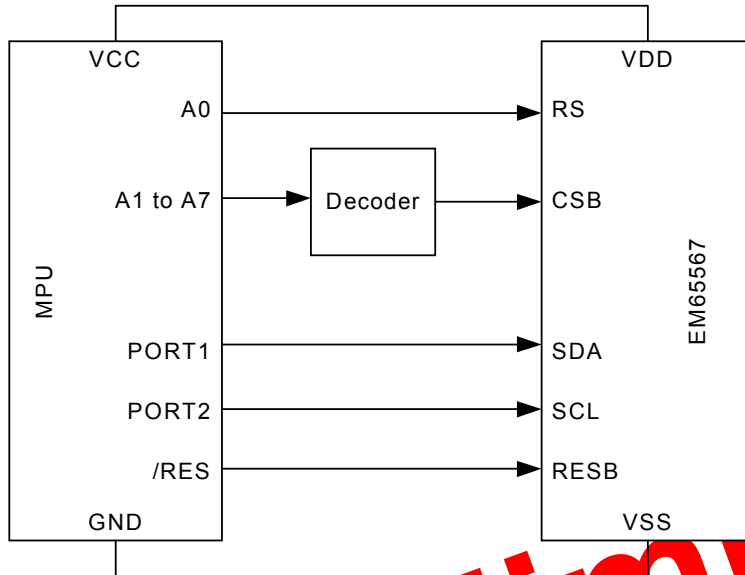 VCC VDD
A0 RS
A1 to A7 Decoder CSB
MPU
EM65567
PORT1 SDA
PORT2 SCL
/RES RESB
GND VSS